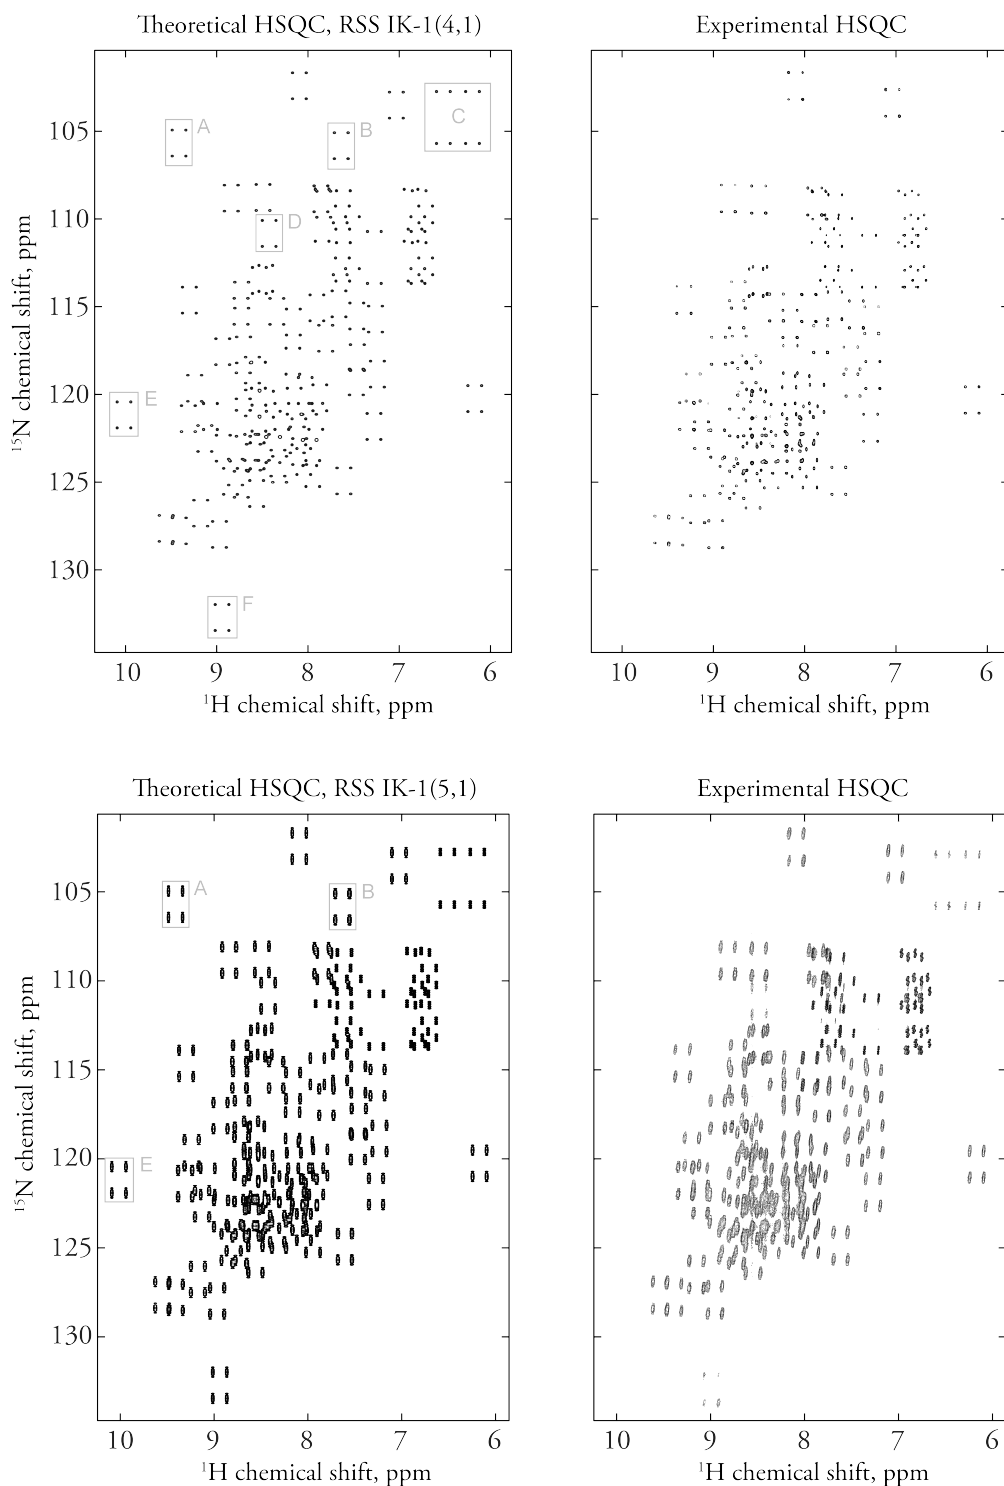 Theoretical HSQC, RSS IK-1(4,1)
Experimental HSQC
A
B
C
D
E
F
105
110
115
120
125
130
15N chemical shift, ppm
10 9 8 7 6
10 9 8 7 6
1H chemical shift, ppm
1H chemical shift, ppm
Theoretical HSQC, RSS IK-1(5,1)
Experimental HSQC
A
B
E
105
110
115
120
125
130
15N chemical shift, ppm
10 9 8 7 6
10 9 8 7 6
1H chemical shift, ppm
1H chemical shift, ppm